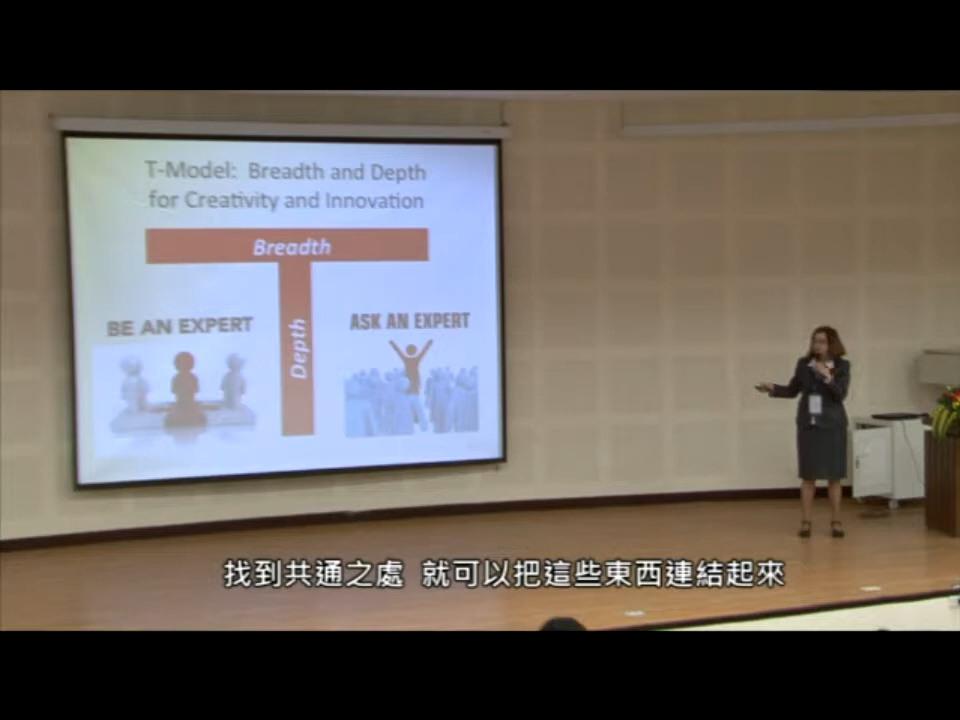 T-Model: Breadth and Depth
for Creativity and Innovation
Breadth
BE AN EXPERT
Depth
ASK AN EXPERT
找到共通之處 就可以把這些東西連結起來